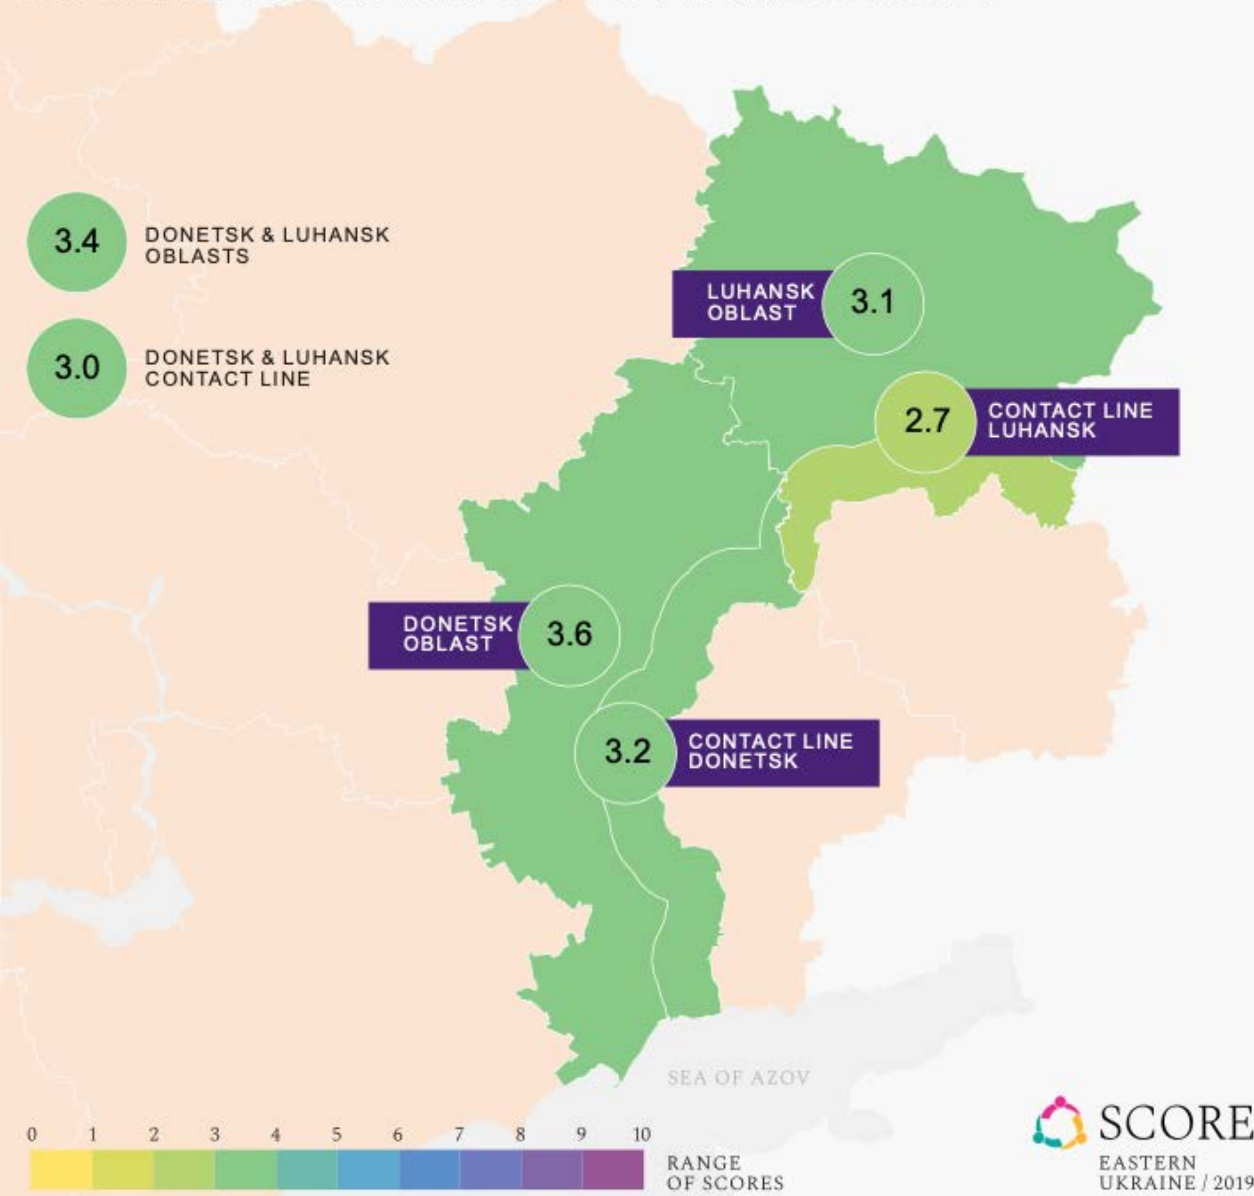 3.4
DONETSK & LUHANSK
OBLASTS
3.0
DONETSK & LUHANSK
CONTACT LINE
LUHANSK
OBLAST
3.1
2.7
CONTACT LINE
LUHANSK
DONETSK
OBLAST
3.6
3.2
CONTACT LINE
DONETSK
SEA OF AZOV
0 1 2 3 4 5 6 7 8 9 10
RANGE
OF SCORES
SCORE
EASTERN
UKRAINE / 2019